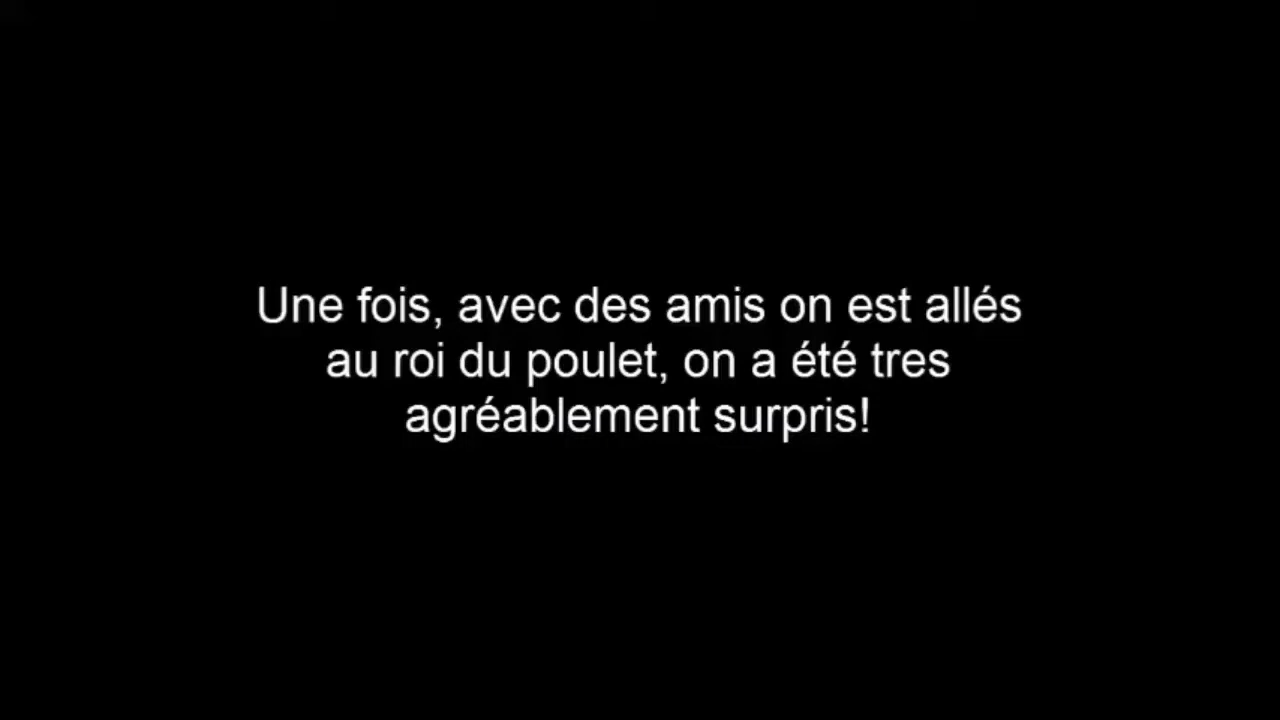 Une fois, avec des amis on est allés
au roi du poulet, on a été tres
agréablement surpris!